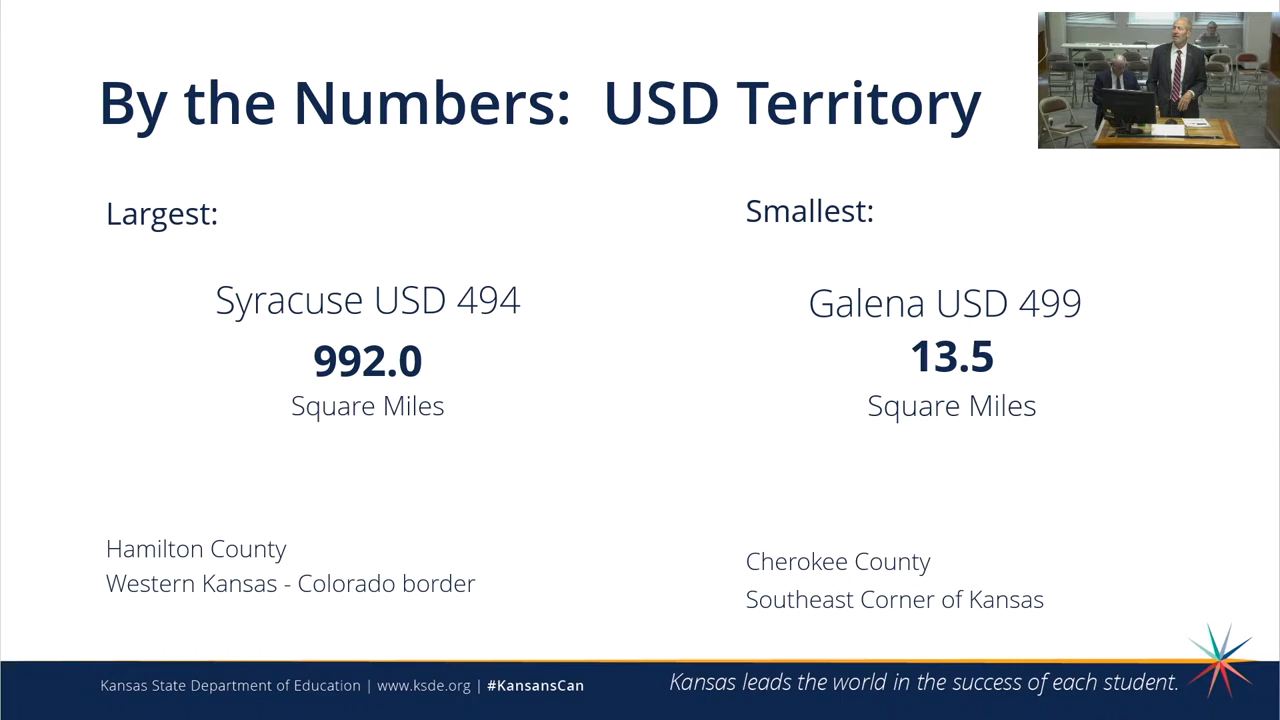 By the Numbers:  USD Territory
Largest:
Syracuse USD 494
992.0
Square Miles
Hamilton County
Western Kansas - Colorado border
Smallest:
Galena USD 499
13.5
Square Miles
Cherokee County
Southeast Corner of Kansas
Kansas State Department of Education | www.ksde.org | #KansansCan
Kansas leads the world in the success of each student.